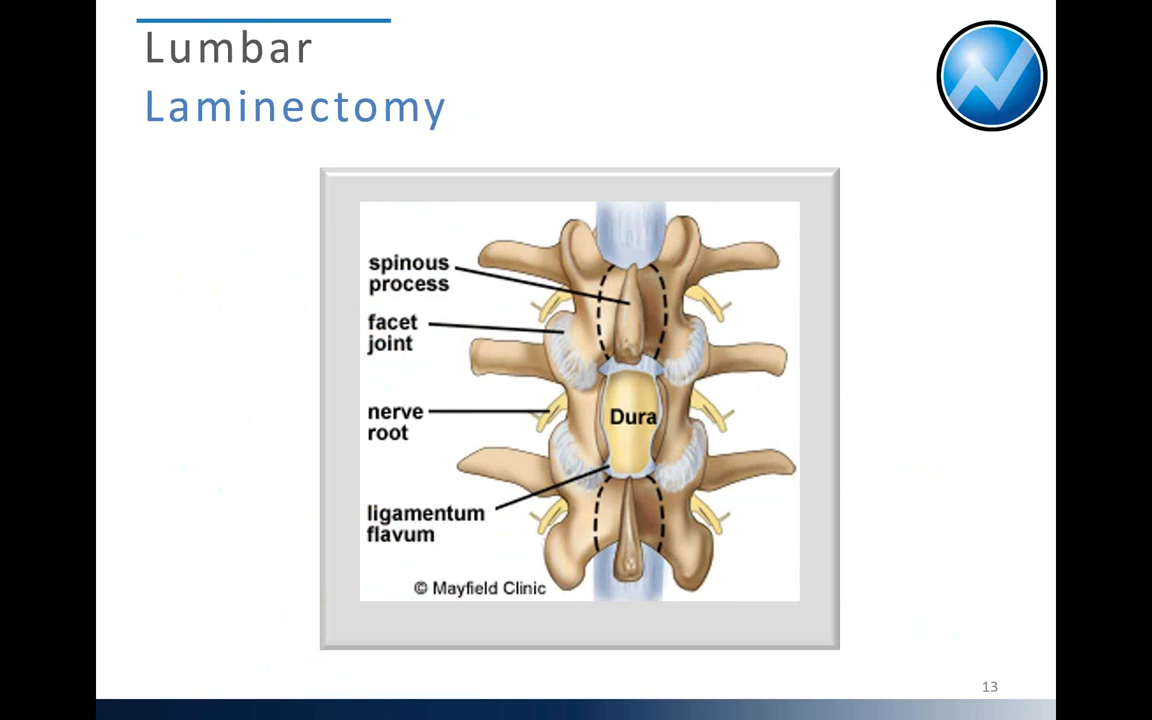 Lumbar
Laminectomy
spinous
process
facet
joint
nerve
root
Dura
ligamentum
flavum
© Mayfield Clinic
13